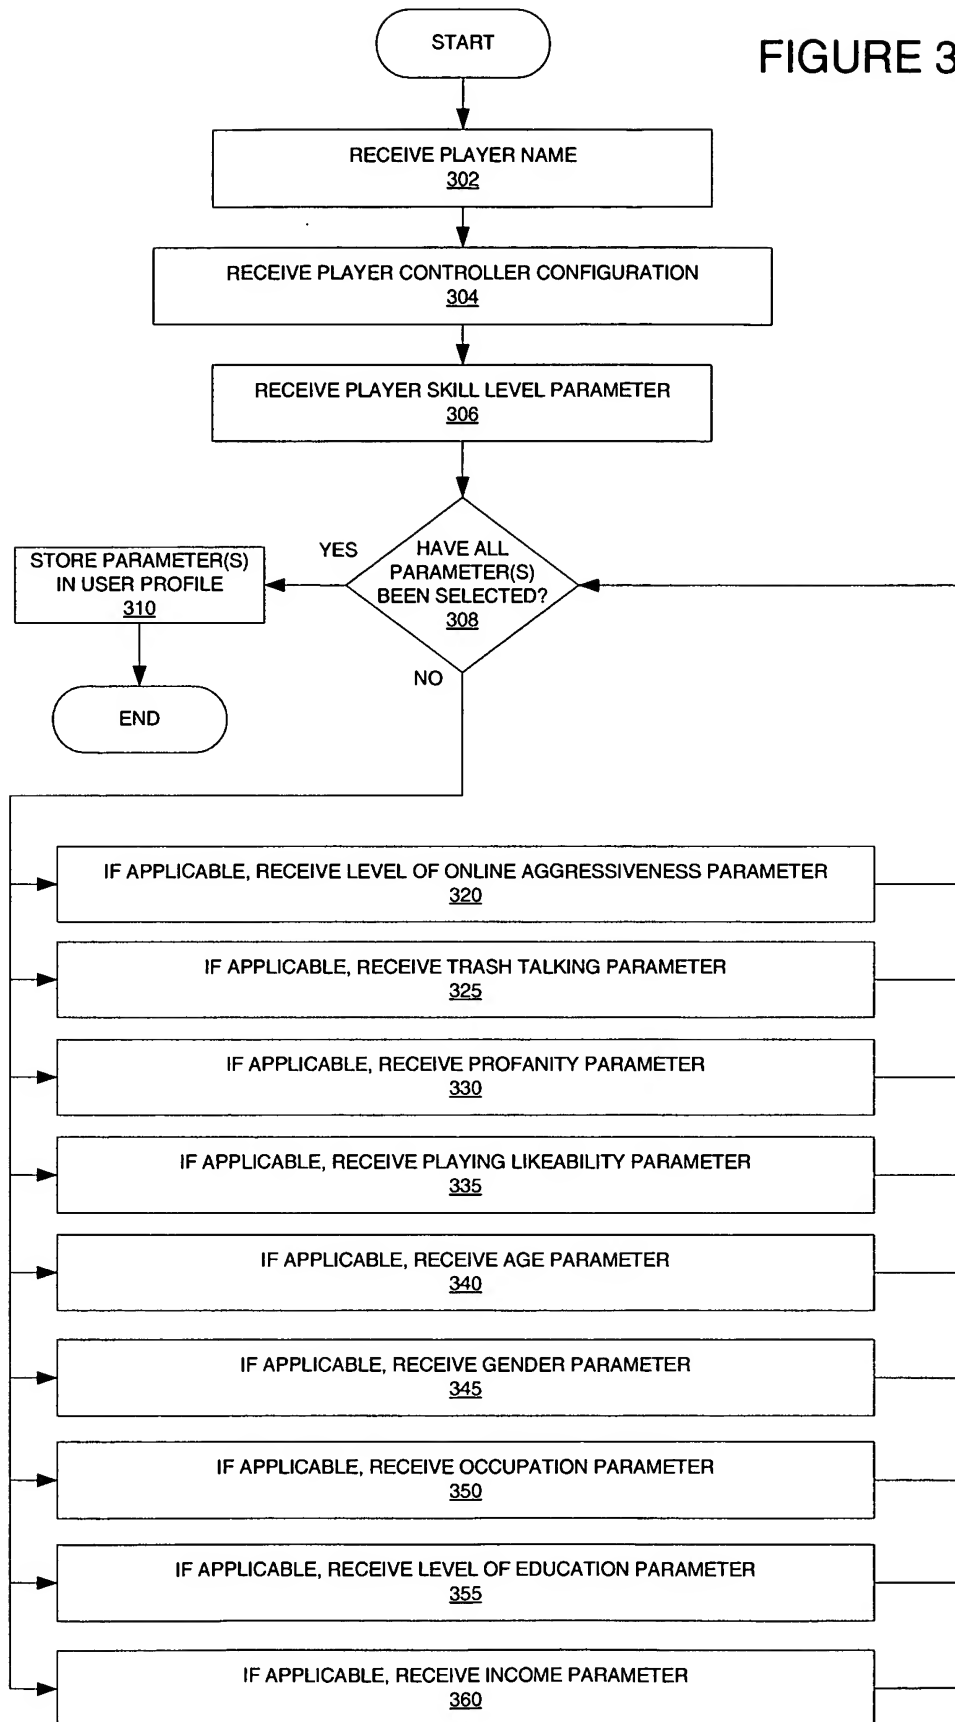 START
FIGURE 3
RECEIVE PLAYER NAME
302
RECEIVE PLAYER CONTROLLER CONFIGURATION
304
RECEIVE PLAYER SKILL LEVEL PARAMETER
306
YES
HAVE ALL
PARAMETER(S)
BEEN SELECTED?
308
STORE PARAMETER(S)
IN USER PROFILE
310
NO
END
IF APPLICABLE, RECEIVE LEVEL OF ONLINE AGGRESSIVENESS PARAMETER
320
IF APPLICABLE, RECEIVE TRASH TALKING PARAMETER
325
IF APPLICABLE, RECEIVE PROFANITY PARAMETER
330
IF APPLICABLE, RECEIVE PLAYING LIKEABILITY PARAMETER
335
IF APPLICABLE, RECEIVE AGE PARAMETER
340
IF APPLICABLE, RECEIVE GENDER PARAMETER
345
IF APPLICABLE, RECEIVE OCCUPATION PARAMETER
350
IF APPLICABLE, RECEIVE LEVEL OF EDUCATION PARAMETER
355
IF APPLICABLE, RECEIVE INCOME PARAMETER
360